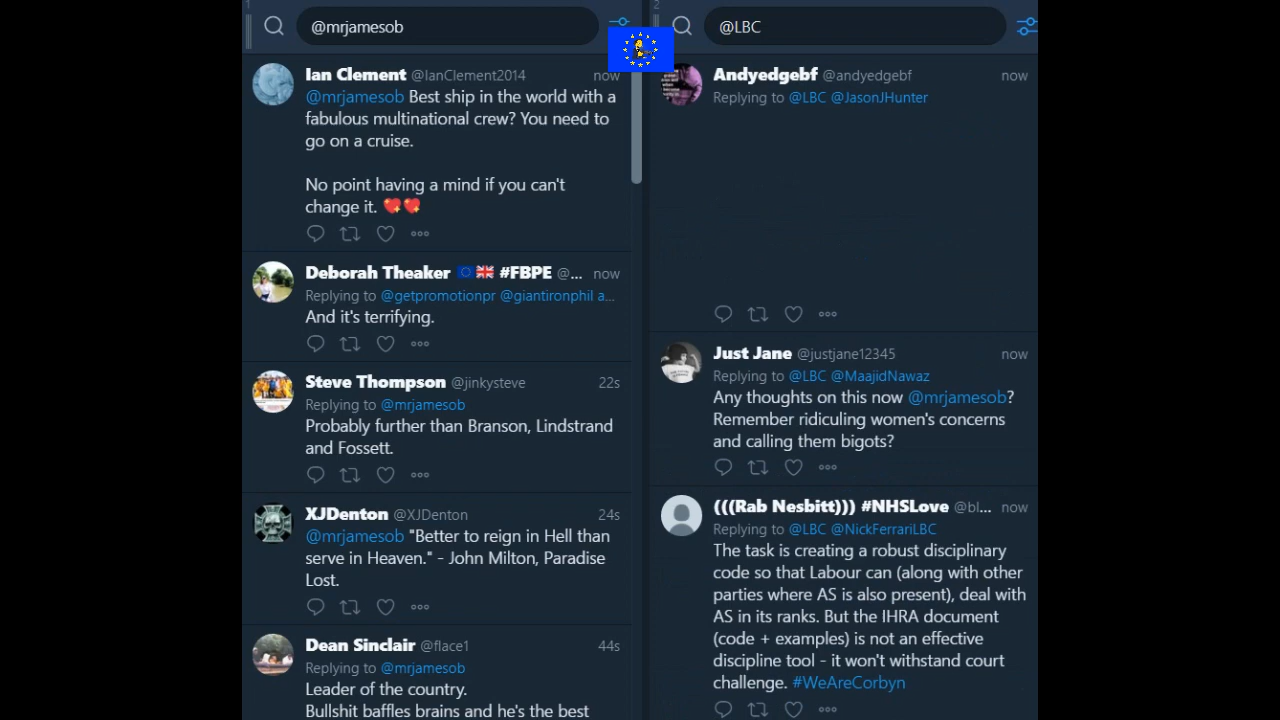 1
@mrjamesob
Ian Clement @IanClement2014 now
@mrjamesob Best ship in the world with a
fabulous multinational crew? You need to
go on a cruise.
No point having a mind if you can't
change it. 💖💖
Deborah Theaker 🇪🇺🇬🇧 #FBPE @... now
Replying to @getpromotionpr @giantironphil a...
And it's terrifying.
Steve Thompson @jinkysteve 22s
Replying to @mrjamesob
Probably further than Branson, Lindstrand
and Fossett.
XJDenton @XJDenton 24s
@mrjamesob "Better to reign in Hell than
serve in Heaven." - John Milton, Paradise
Lost.
Dean Sinclair @flace1 44s
Replying to @mrjamesob
Leader of the country.
Bullshit baffles brains and he's the best
2
@LBC
Andyedgebf @andyedgebf now
Replying to @LBC @JasonJHunter
Just Jane @justjane12345 now
Replying to @LBC @MaajidNawaz
Any thoughts on this now @mrjamesob?
Remember ridiculing women's concerns
and calling them bigots?
(((Rab Nesbitt))) #NHSLove @bl... now
Replying to @LBC @NickFerrariLBC
The task is creating a robust disciplinary
code so that Labour can (along with other
parties where AS is also present), deal with
AS in its ranks. But the IHRA document
(code + examples) is not an effective
discipline tool - it won't withstand court
challenge. #WeAreCorbyn